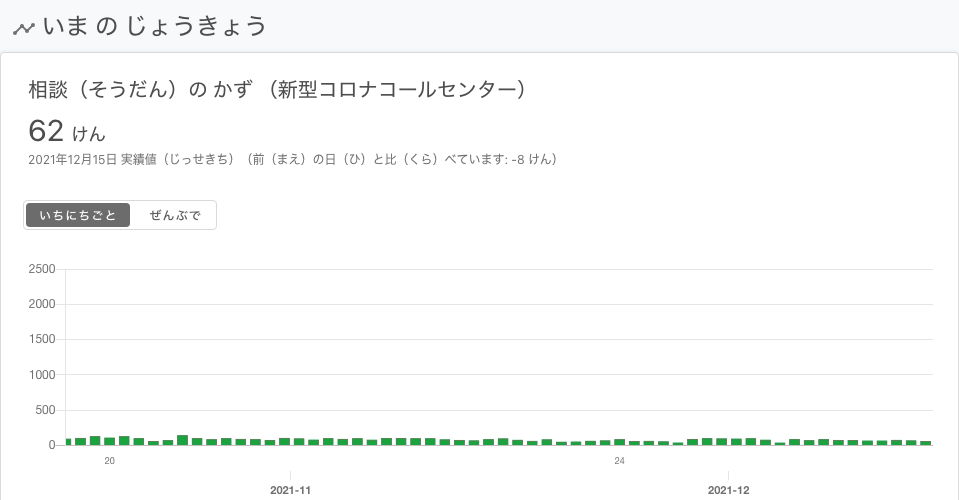 いま の じょうきょう
相談（そうだん）の かず （新型コロナコールセンター）
62 けん
2021年12月15日 実績値（じっせきち）（前（まえ）の日（ひ）と比（くら）べています: -8 けん）
いちにちごと ぜんぶで
2500
2000
1500
1000
500
0
20 24
2021-11 2021-12